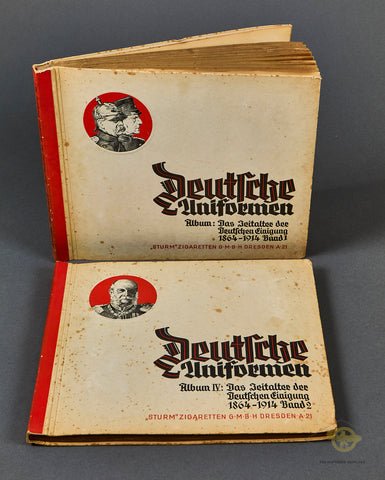 Deutsche
Uniformen
Album: Das Zeitalter der
Deutschen Einigung
1864-1914 Band 1
„STURM" ZIGARETTEN G·M·B·H DRESDEN·A·21
Deutsche
Uniformen
Album IV: Das Zeitalter der
Deutschen Einigung
1864-1914 Band 2
„STURM" ZIGARETTEN G·M·B·H DRESDEN·A·21